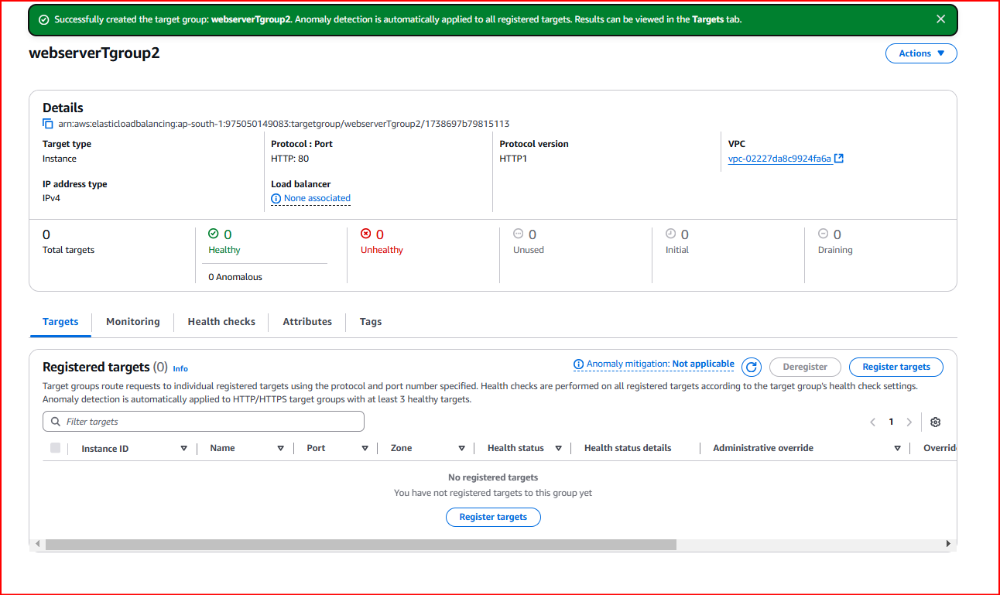 Successfully created the target group: webserverTgroup2. Anomaly detection is automatically applied to all registered targets. Results can be viewed in the Targets tab.
webserverTgroup2
Actions
Details
arn:aws:elasticloadbalancing:ap-south-1:975050149083:targetgroup/webserverTgroup2/1738697b79815113
Target type
Instance
Protocol : Port
HTTP: 80
Protocol version
HTTP1
VPC
vpc-02227da8c9924fa6a
IP address type
IPv4
Load balancer
None associated
0
Total targets
0
Healthy
0 Anomalous
0
Unhealthy
0
Unused
0
Initial
0
Draining
Targets
Monitoring
Health checks
Attributes
Tags
Registered targets (0) Info
Anomaly mitigation: Not applicable
Deregister
Register targets
Target groups route requests to individual registered targets using the protocol and port number specified. Health checks are performed on all registered targets according to the target group's health check settings.
Anomaly detection is automatically applied to HTTP/HTTPS target groups with at least 3 healthy targets.
Filter targets
1
Instance ID
Name
Port
Zone
Health status
Health status details
Administrative override
Overrid
No registered targets
You have not registered targets to this group yet
Register targets